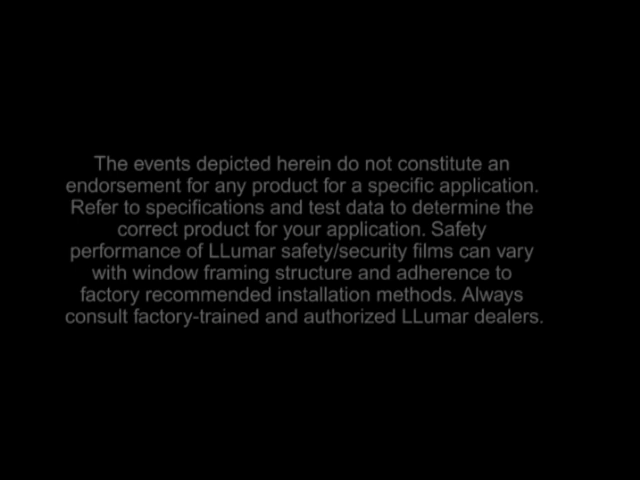 The events depicted herein do not constitute an
endorsement for any product for a specific application.
Refer to specifications and test data to determine the
correct product for your application. Safety
performance of LLumar safety/security films can vary
with window framing structure and adherence to
factory recommended installation methods. Always
consult factory-trained and authorized LLumar dealers.